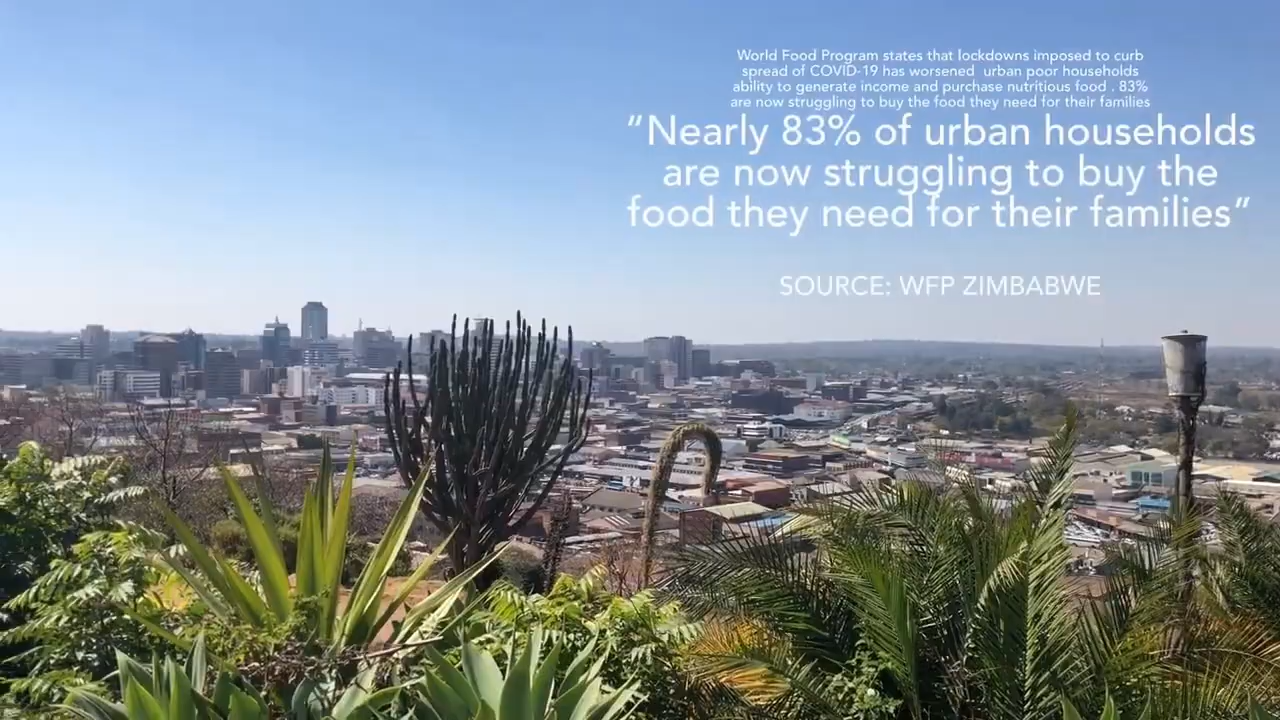 World Food Program states that lockdowns imposed to curb
spread of COVID-19 has worsened  urban poor households
ability to generate income and purchase nutritious food . 83%
are now struggling to buy the food they need for their families
“Nearly 83% of urban households
are now struggling to buy the
food they need for their families”
SOURCE: WFP ZIMBABWE